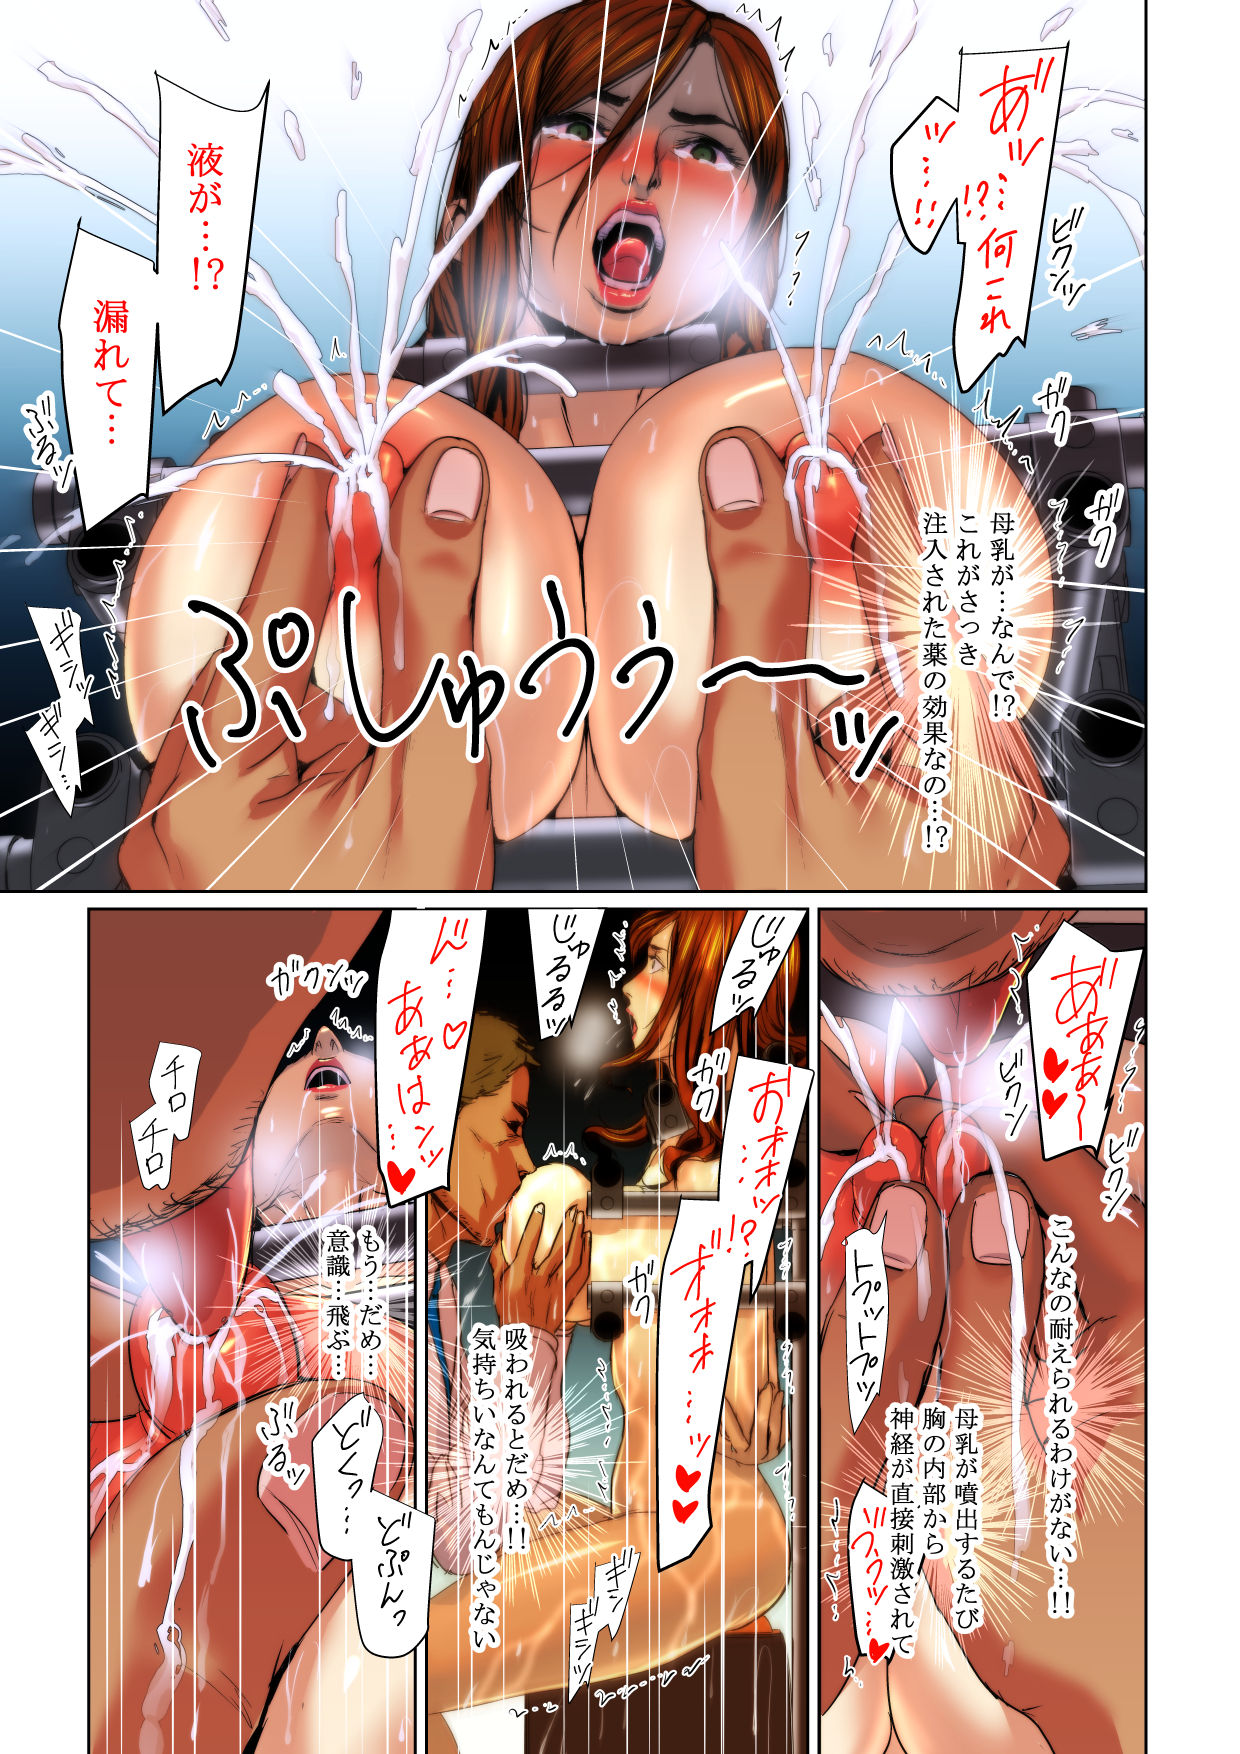 あ゛ッ…
!?何これ
ッ…
…!!
ビクンッ
ガク
ガク
液が…!?
漏れて…
ぶるッ
ギシッ
ギシ…
母乳が…なんで!?
これがさっき
注入された薬の効果なの…!?
ぷしゅうぅ〜ッ
あ゛ぁあ〜
ビクン
ビクン
こんなの耐えられるわけがない…!!
トプットプッ
母乳が噴出するたび
胸の内部から
神経が直接刺激されて
じゅるるッ
じゅるるッ
ガク
お゛ォホッ
!?
オ゛ォホォ…ッ
ガク
吸われるとだめ…!!
気持ちいいなんてもんじゃない
ギシ
ギシッ
ん゛…
あぁはンッ…
ガクンッ
チロ
チロ
もう…だめ…
意識…飛ぶ…
ぶるッ
どくっ…
どぷんっ